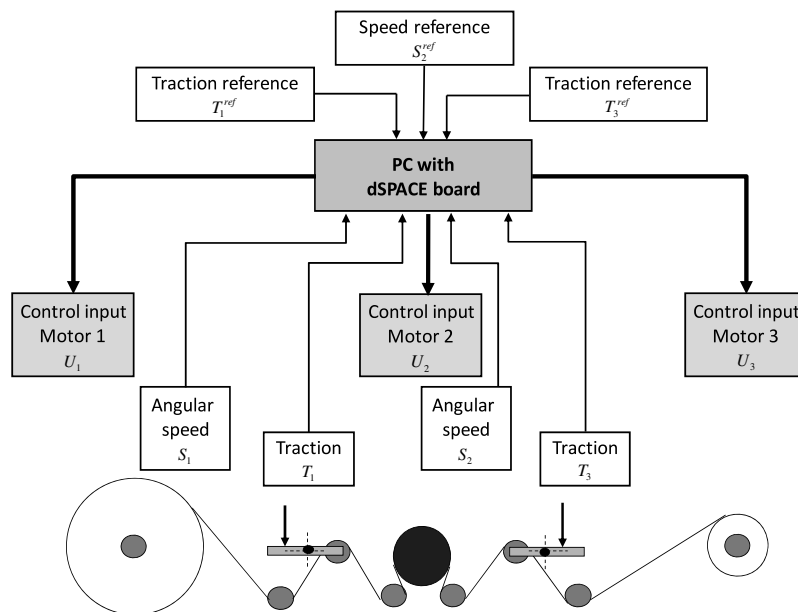 Speed reference
S₂ʳᵉᶠ
Traction reference
T₁ʳᵉᶠ
Traction reference
T₃ʳᵉᶠ
PC with
dSPACE board
Control input
Motor 1
U₁
Control input
Motor 2
U₂
Control input
Motor 3
U₃
Angular
speed
S₁
Traction
T₁
Angular
speed
S₂
Traction
T₃